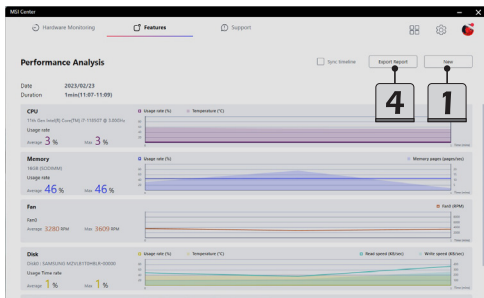 MSI Center
Hardware Monitoring
Features
Support
Performance Analysis
Sync timeline
Export Report
New
Date 2023/02/23
Duration 1min(11:07-11:09)
4
1
CPU
Usage rate (%)
Temperature (°C)
Usage rate
Average 3 %
Max 3 %
Memory
Usage rate (%)
Memory pages (pages/sec)
16GB (SODIMM)
Usage rate
Average 46 %
Max 46 %
Fan
Fan0 (RPM)
Fan0
Average 3280 RPM
Max 3609 RPM
Disk
Usage rate (%)
Temperature (°C)
Read speed (KB/sec)
Write speed (KB/sec)
Usage Time rate
Average 1 %
Max 1 %